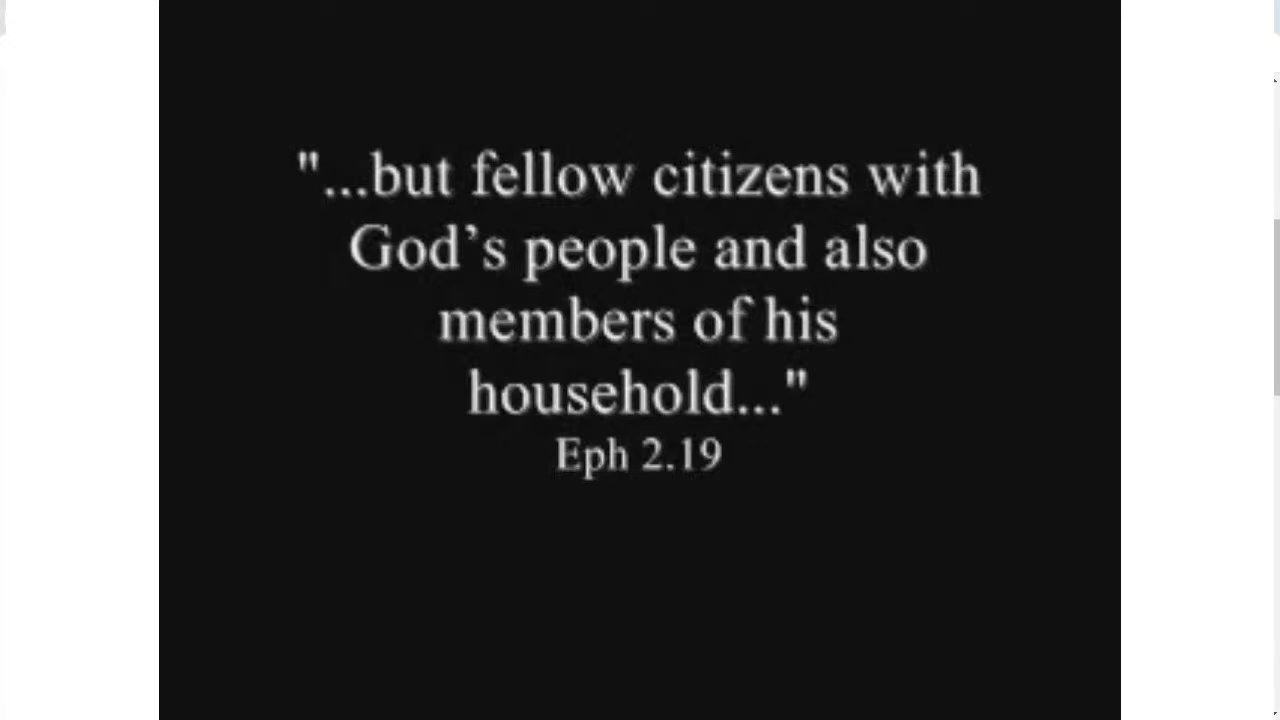 "...but fellow citizens with
God’s people and also
members of his
household..."
Eph 2.19